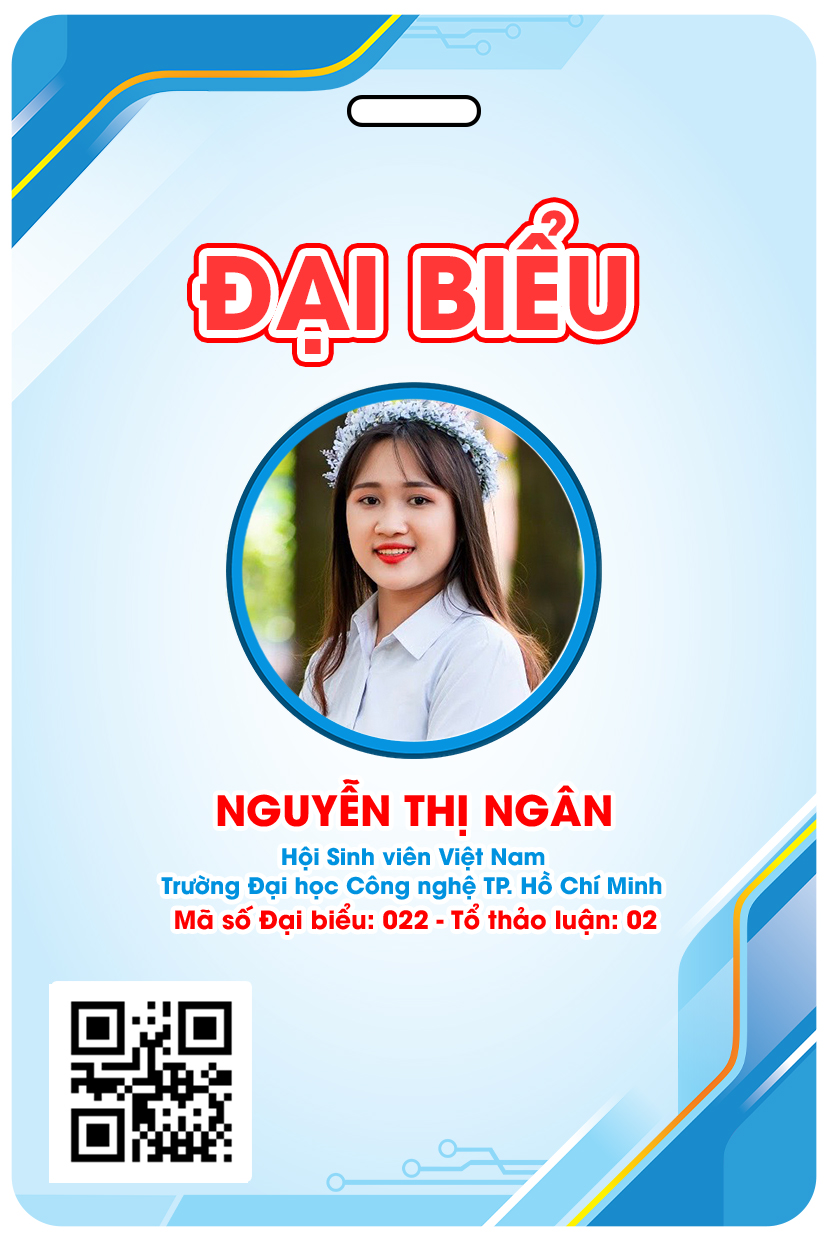 ĐẠI BIỂU
NGUYỄN THỊ NGÂN
Hội Sinh viên Việt Nam
Trường Đại học Công nghệ TP. Hồ Chí Minh
Mã số Đại biểu: 022 - Tổ thảo luận: 02